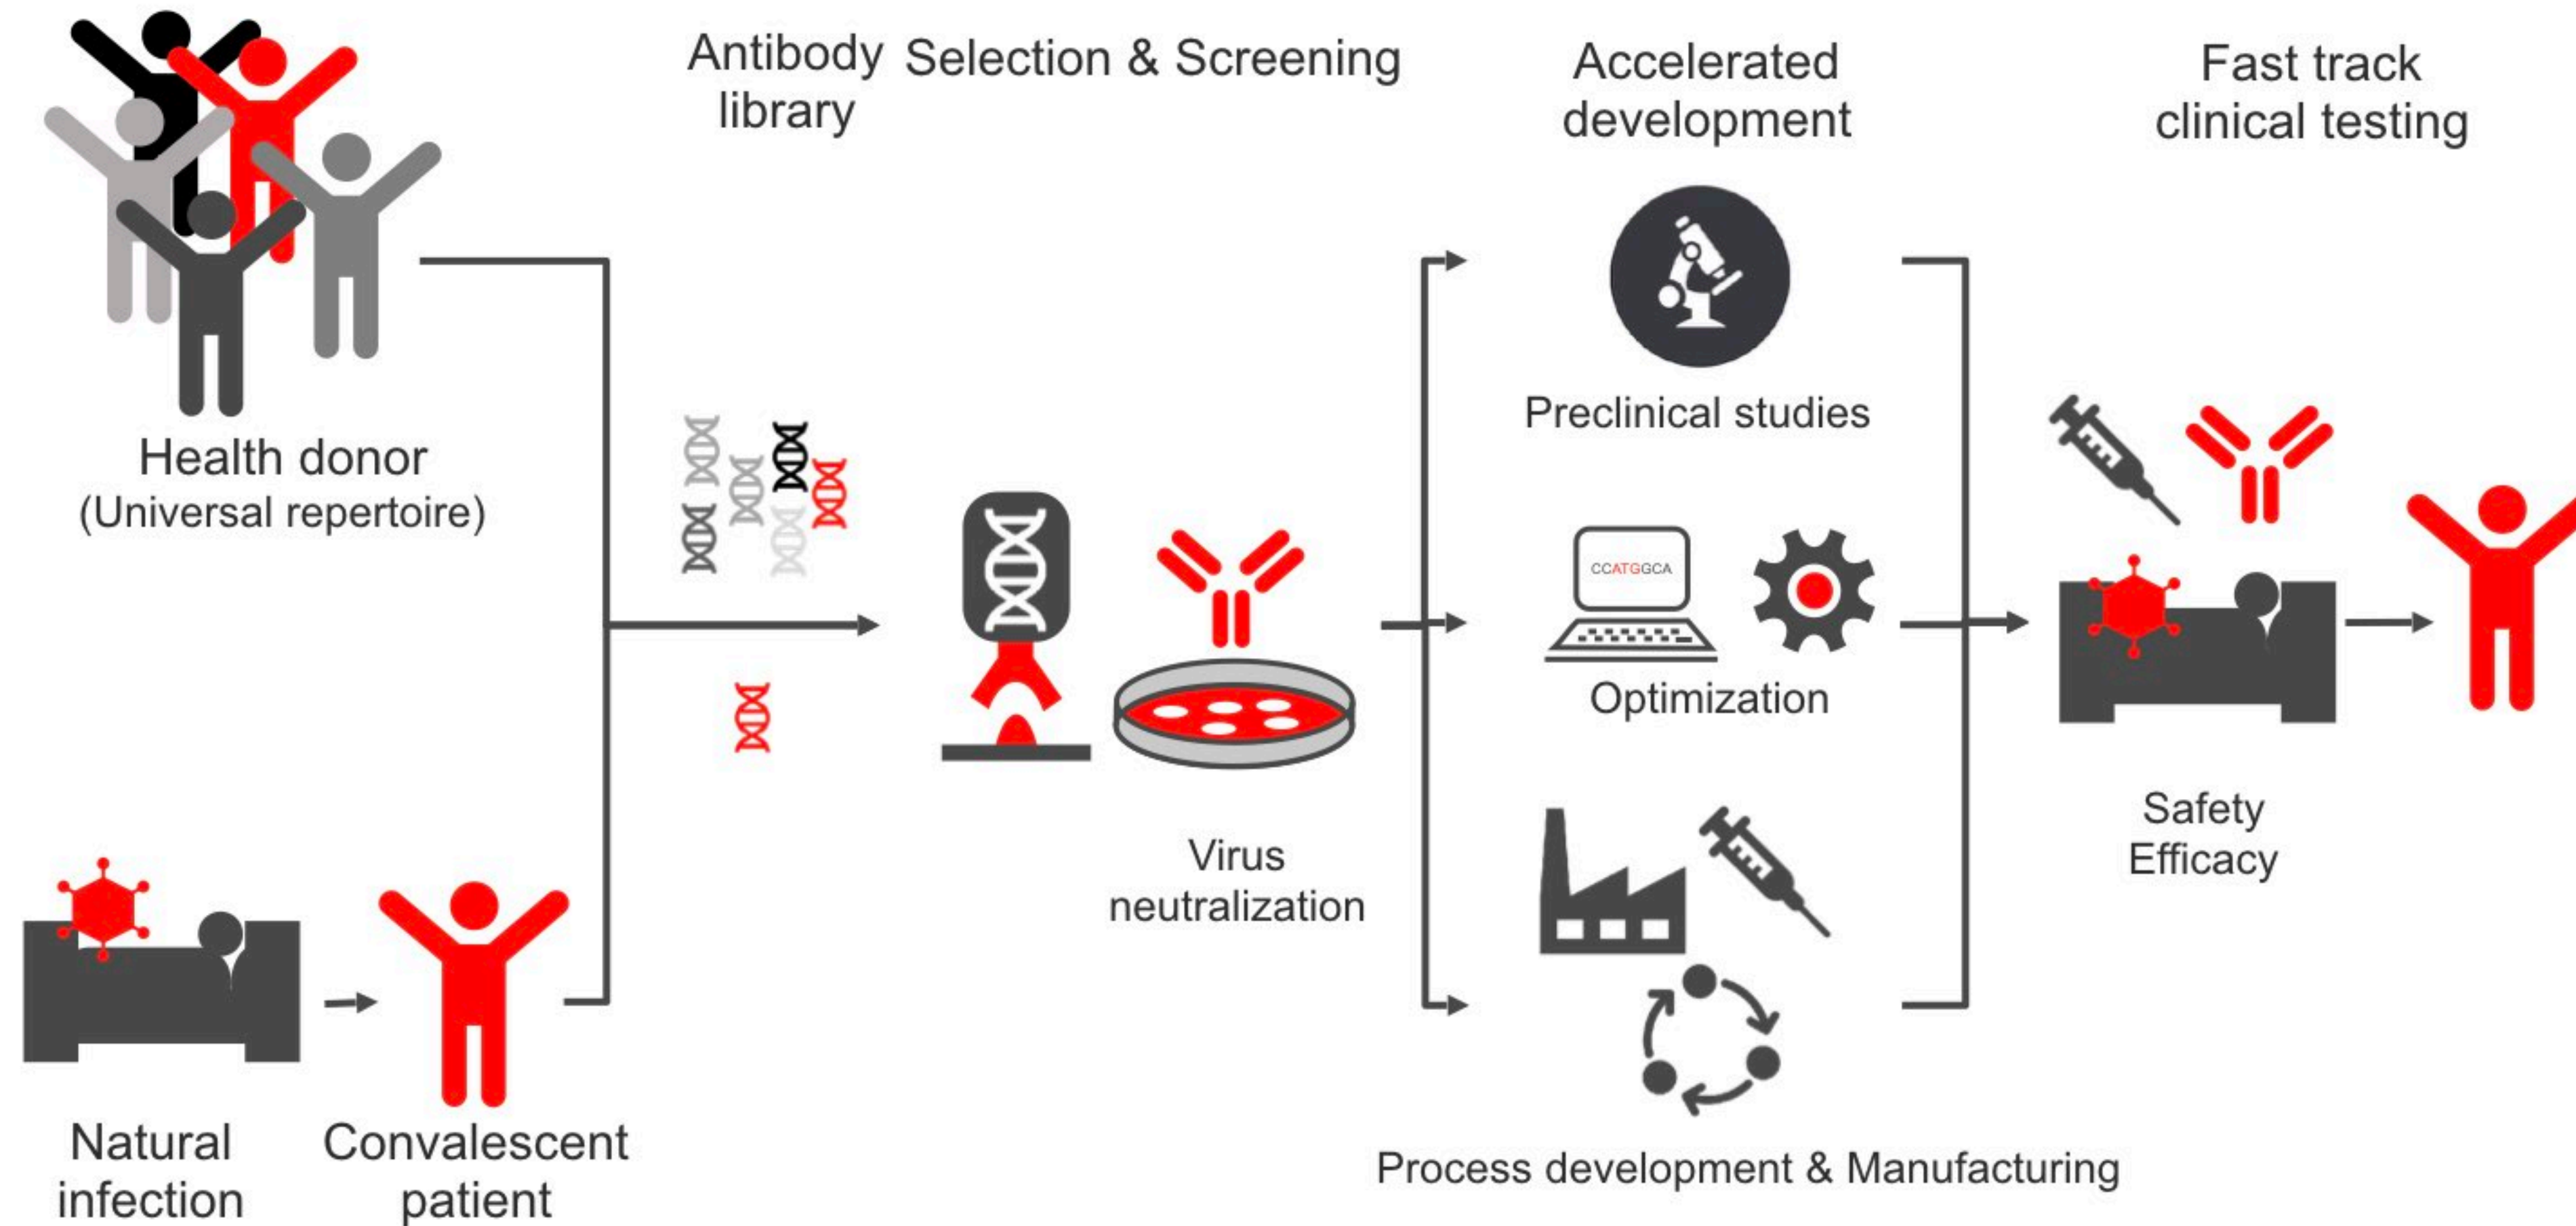 Antibody
library
Selection & Screening
Accelerated
development
Fast track
clinical testing
Health donor
(Universal repertoire)
Natural
infection
Convalescent
patient
Virus
neutralization
Preclinical studies
CCATGGCA
Optimization
Process development & Manufacturing
Safety
Efficacy